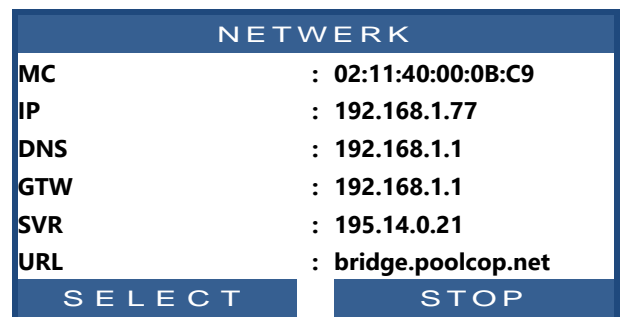 NETWERK
MC : 02:11:40:00:0B:C9
IP : 192.168.1.77
DNS : 192.168.1.1
GTW : 192.168.1.1
SVR : 195.14.0.21
URL : bridge.poolcop.net
SELECT STOP